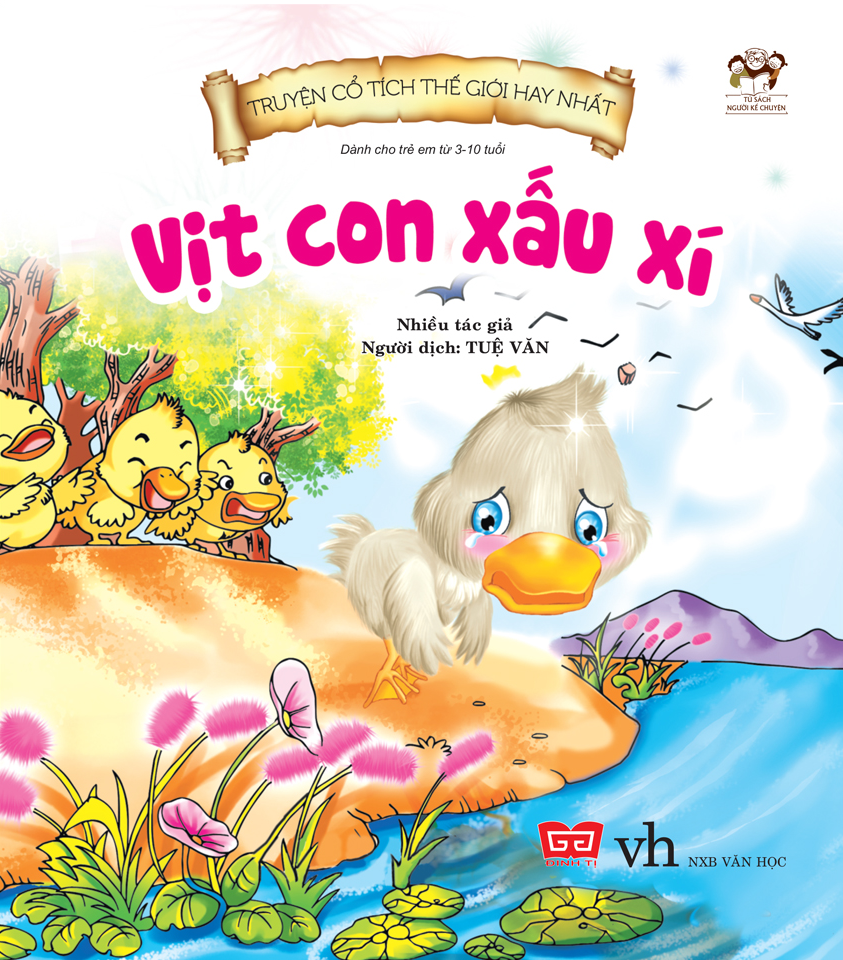 TRUYỆN CỔ TÍCH THẾ GIỚI HAY NHẤT
TỦ SÁCH
NGƯỜI KỂ CHUYỆN
Dành cho trẻ em từ 3-10 tuổi
Vịt con xấu xí
Nhiều tác giả
Người dịch: TUỆ VĂN
ĐINH TỊ
vh NXB VĂN HỌC